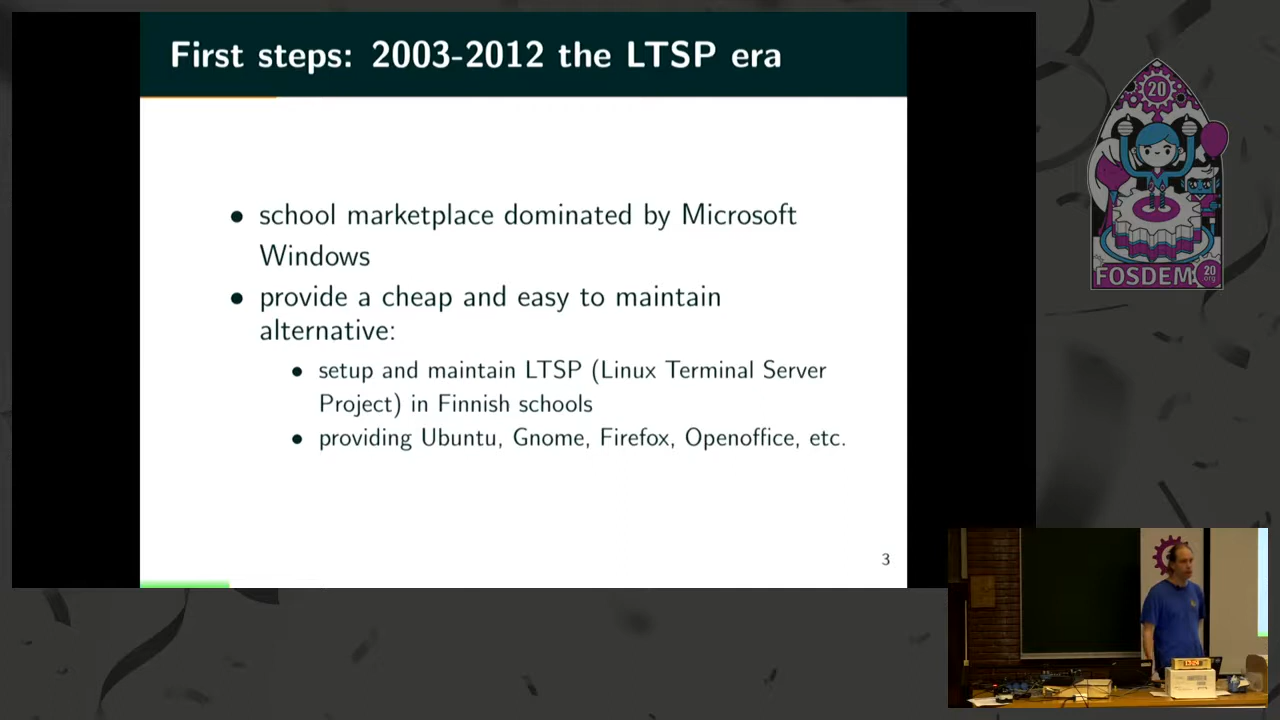 First steps: 2003-2012 the LTSP era
• school marketplace dominated by Microsoft
Windows
• provide a cheap and easy to maintain
alternative:
• setup and maintain LTSP (Linux Terminal Server
Project) in Finnish schools
• providing Ubuntu, Gnome, Firefox, Openoffice, etc.
3
20
FOSDEM
20
.org